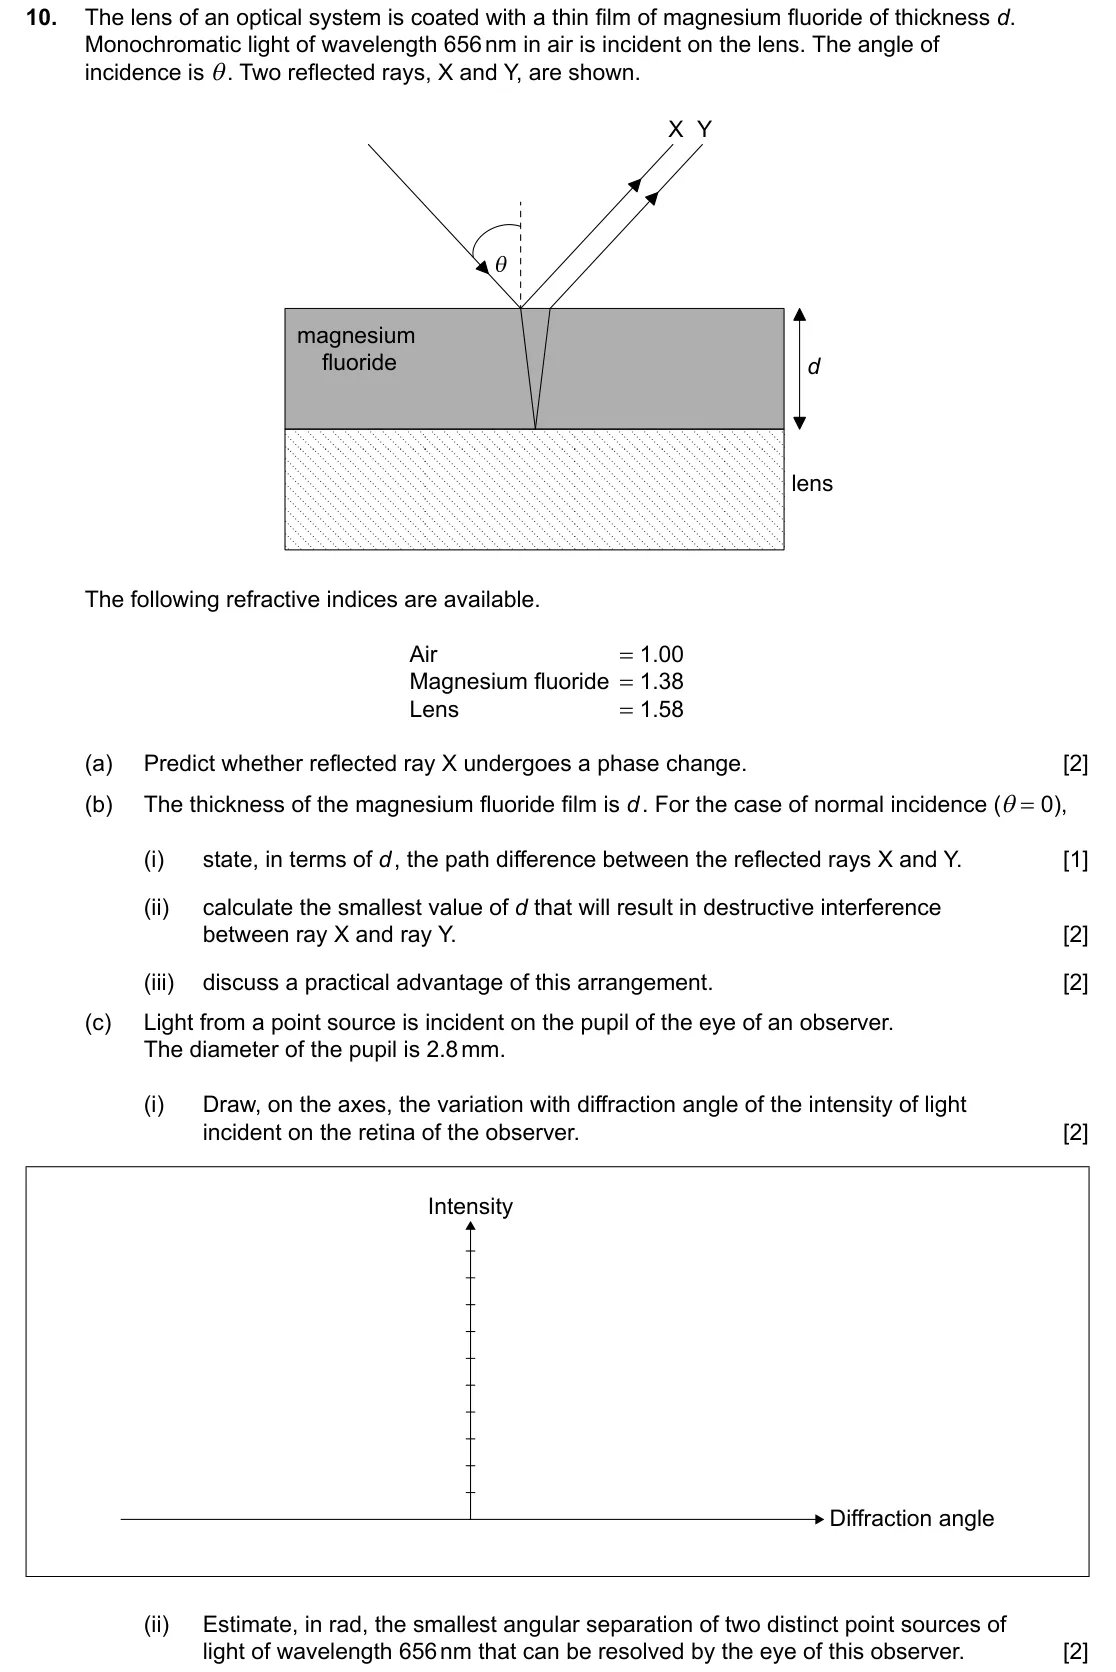 10. The lens of an optical system is coated with a thin film of magnesium fluoride of thickness d.
Monochromatic light of wavelength 656 nm in air is incident on the lens. The angle of
incidence is θ. Two reflected rays, X and Y, are shown.
X Y
θ
magnesium
fluoride
d
lens
The following refractive indices are available.
Air = 1.00
Magnesium fluoride = 1.38
Lens = 1.58
(a) Predict whether reflected ray X undergoes a phase change. [2]
(b) The thickness of the magnesium fluoride film is d. For the case of normal incidence (θ = 0),
(i) state, in terms of d, the path difference between the reflected rays X and Y. [1]
(ii) calculate the smallest value of d that will result in destructive interference
between ray X and ray Y. [2]
(iii) discuss a practical advantage of this arrangement. [2]
(c) Light from a point source is incident on the pupil of the eye of an observer.
The diameter of the pupil is 2.8 mm.
(i) Draw, on the axes, the variation with diffraction angle of the intensity of light
incident on the retina of the observer. [2]
Intensity
Diffraction angle
(ii) Estimate, in rad, the smallest angular separation of two distinct point sources of
light of wavelength 656 nm that can be resolved by the eye of this observer. [2]